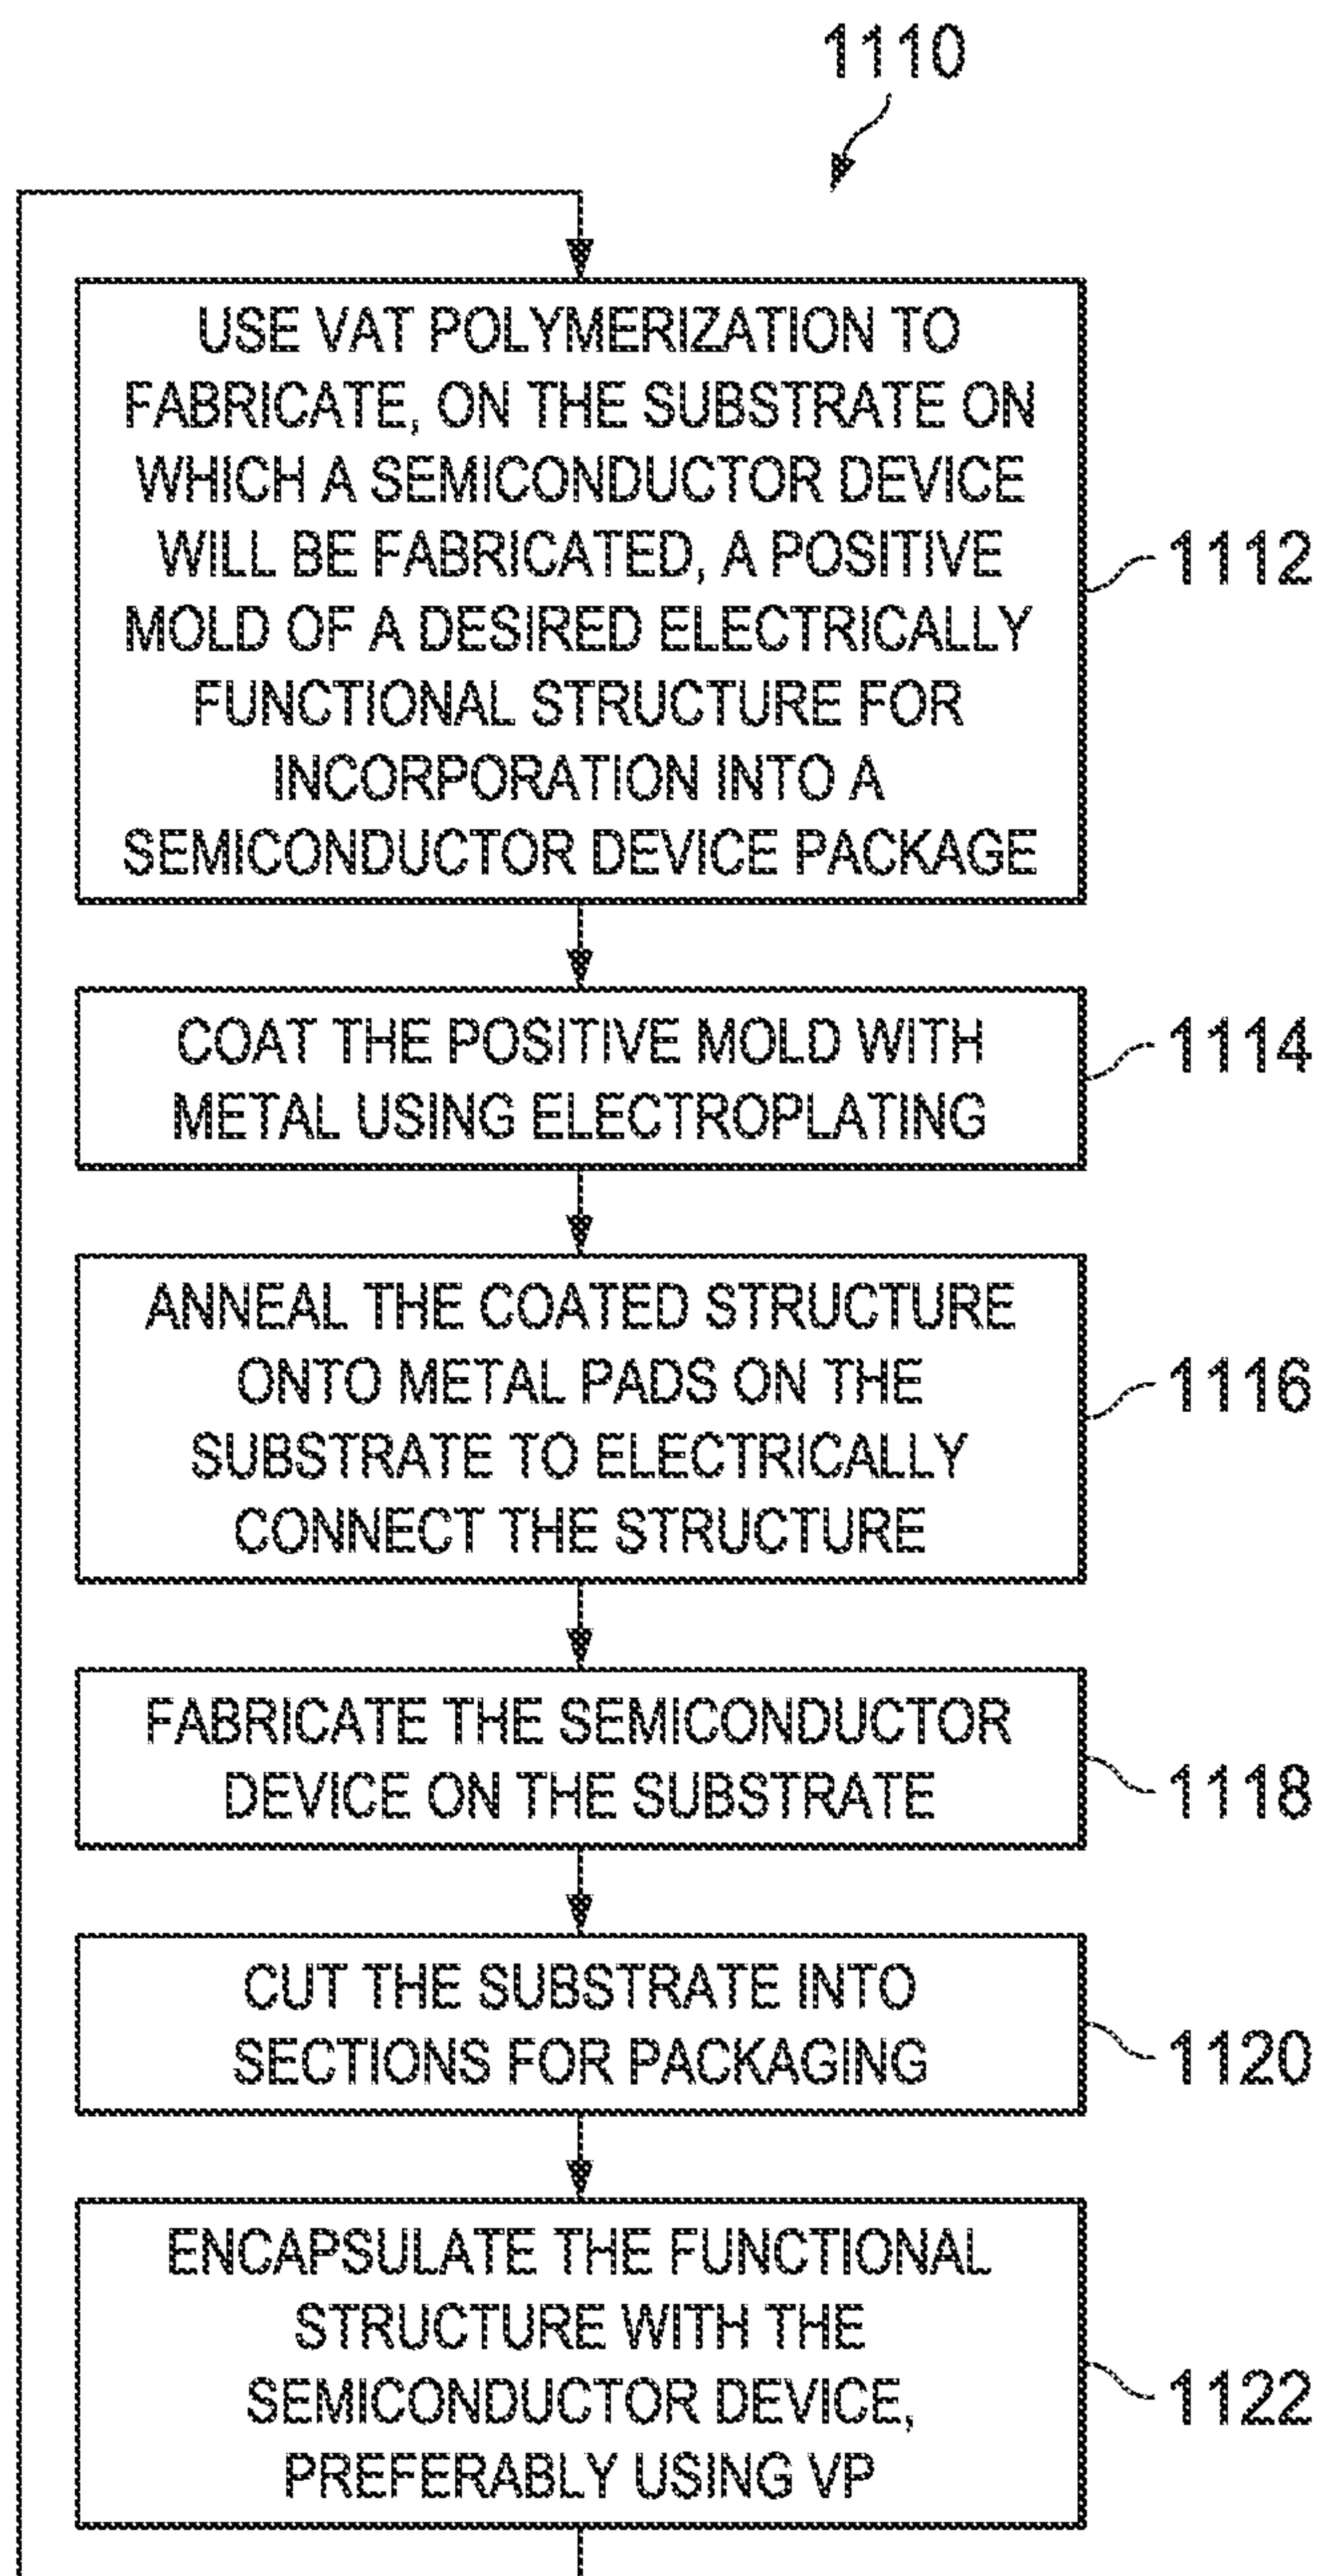 1110
USE VAT POLYMERIZATION TO
FABRICATE, ON THE SUBSTRATE ON
WHICH A SEMICONDUCTOR DEVICE
WILL BE FABRICATED, A POSITIVE
MOLD OF A DESIRED ELECTRICALLY
FUNCTIONAL STRUCTURE FOR
INCORPORATION INTO A
SEMICONDUCTOR DEVICE PACKAGE
1112
COAT THE POSITIVE MOLD WITH
METAL USING ELECTROPLATING
1114
ANNEAL THE COATED STRUCTURE
ONTO METAL PADS ON THE
SUBSTRATE TO ELECTRICALLY
CONNECT THE STRUCTURE
1116
FABRICATE THE SEMICONDUCTOR
DEVICE ON THE SUBSTRATE
1118
CUT THE SUBSTRATE INTO
SECTIONS FOR PACKAGING
1120
ENCAPSULATE THE FUNCTIONAL
STRUCTURE WITH THE
SEMICONDUCTOR DEVICE,
PREFERABLY USING VP
1122